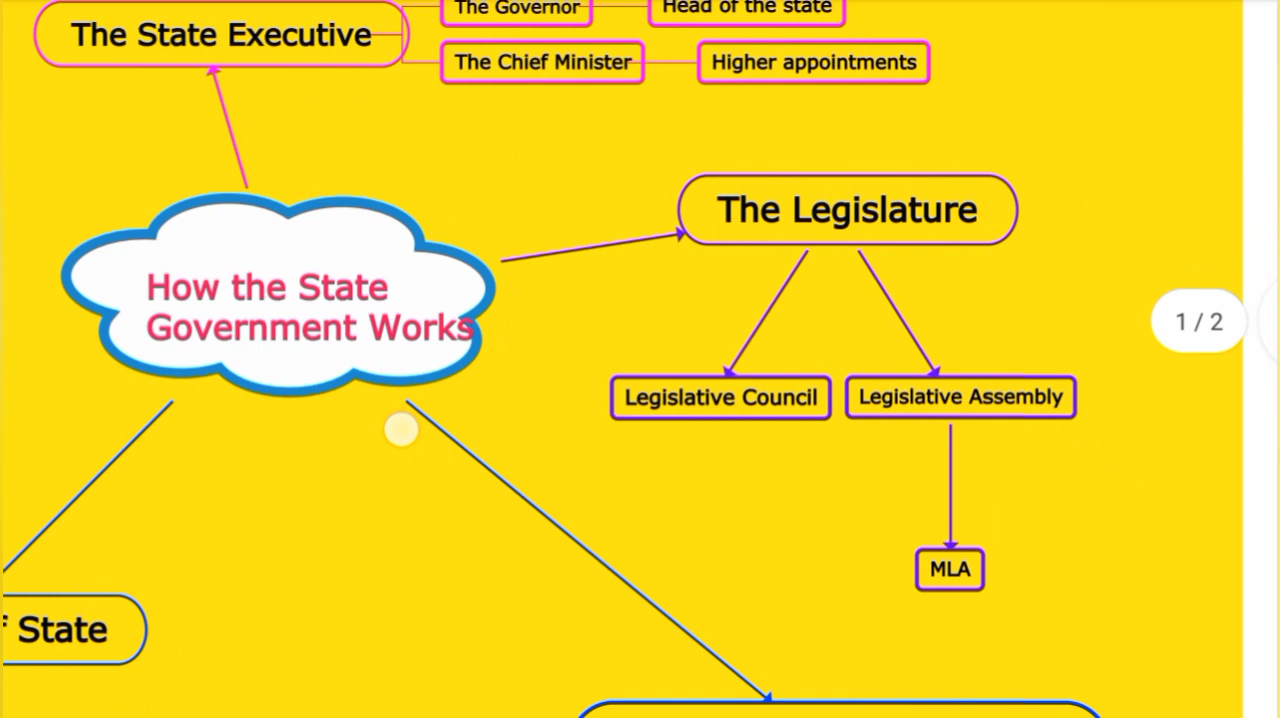 The Governor
Head of the state
The State Executive
The Chief Minister
Higher appointments
The Legislature
How the State
Government Works
1 / 2
Legislative Council
Legislative Assembly
MLA
State